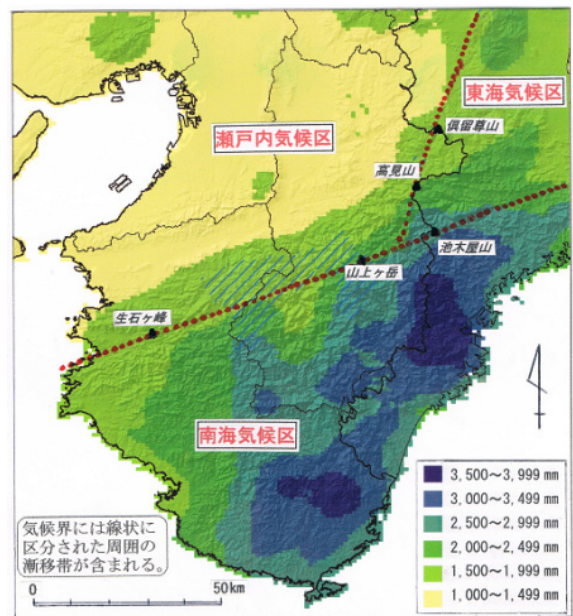 東海気候区
倶留尊山
瀬戸内気候区
高見山
池木屋山
山上ヶ岳
生石ヶ峰
南海気候区
3,500～3,999 mm
3,000～3,499 mm
2,500～2,999 mm
2,000～2,499 mm
1,500～1,999 mm
1,000～1,499 mm
気候界には線状に
区分された周囲の
漸移帯が含まれる。
0 50km